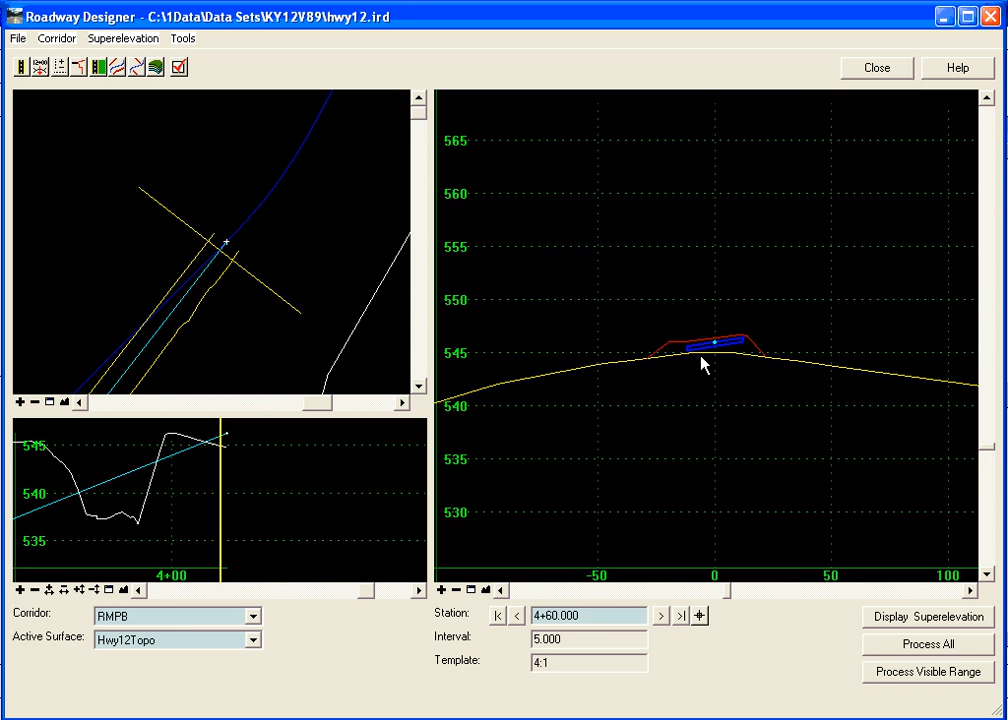 Roadway Designer - C:\1Data\Data Sets\KY12V89\hwy12.ird
File Corridor Superelevation Tools
Close Help
565
560
555
550
545
540
535
530
-50 0 50 100
545
540
535
4+00
Corridor: RMPB
Active Surface: Hwy12Topo
Station: 4+60.000
Interval: 5.000
Template: 4:1
Display Superelevation
Process All
Process Visible Range